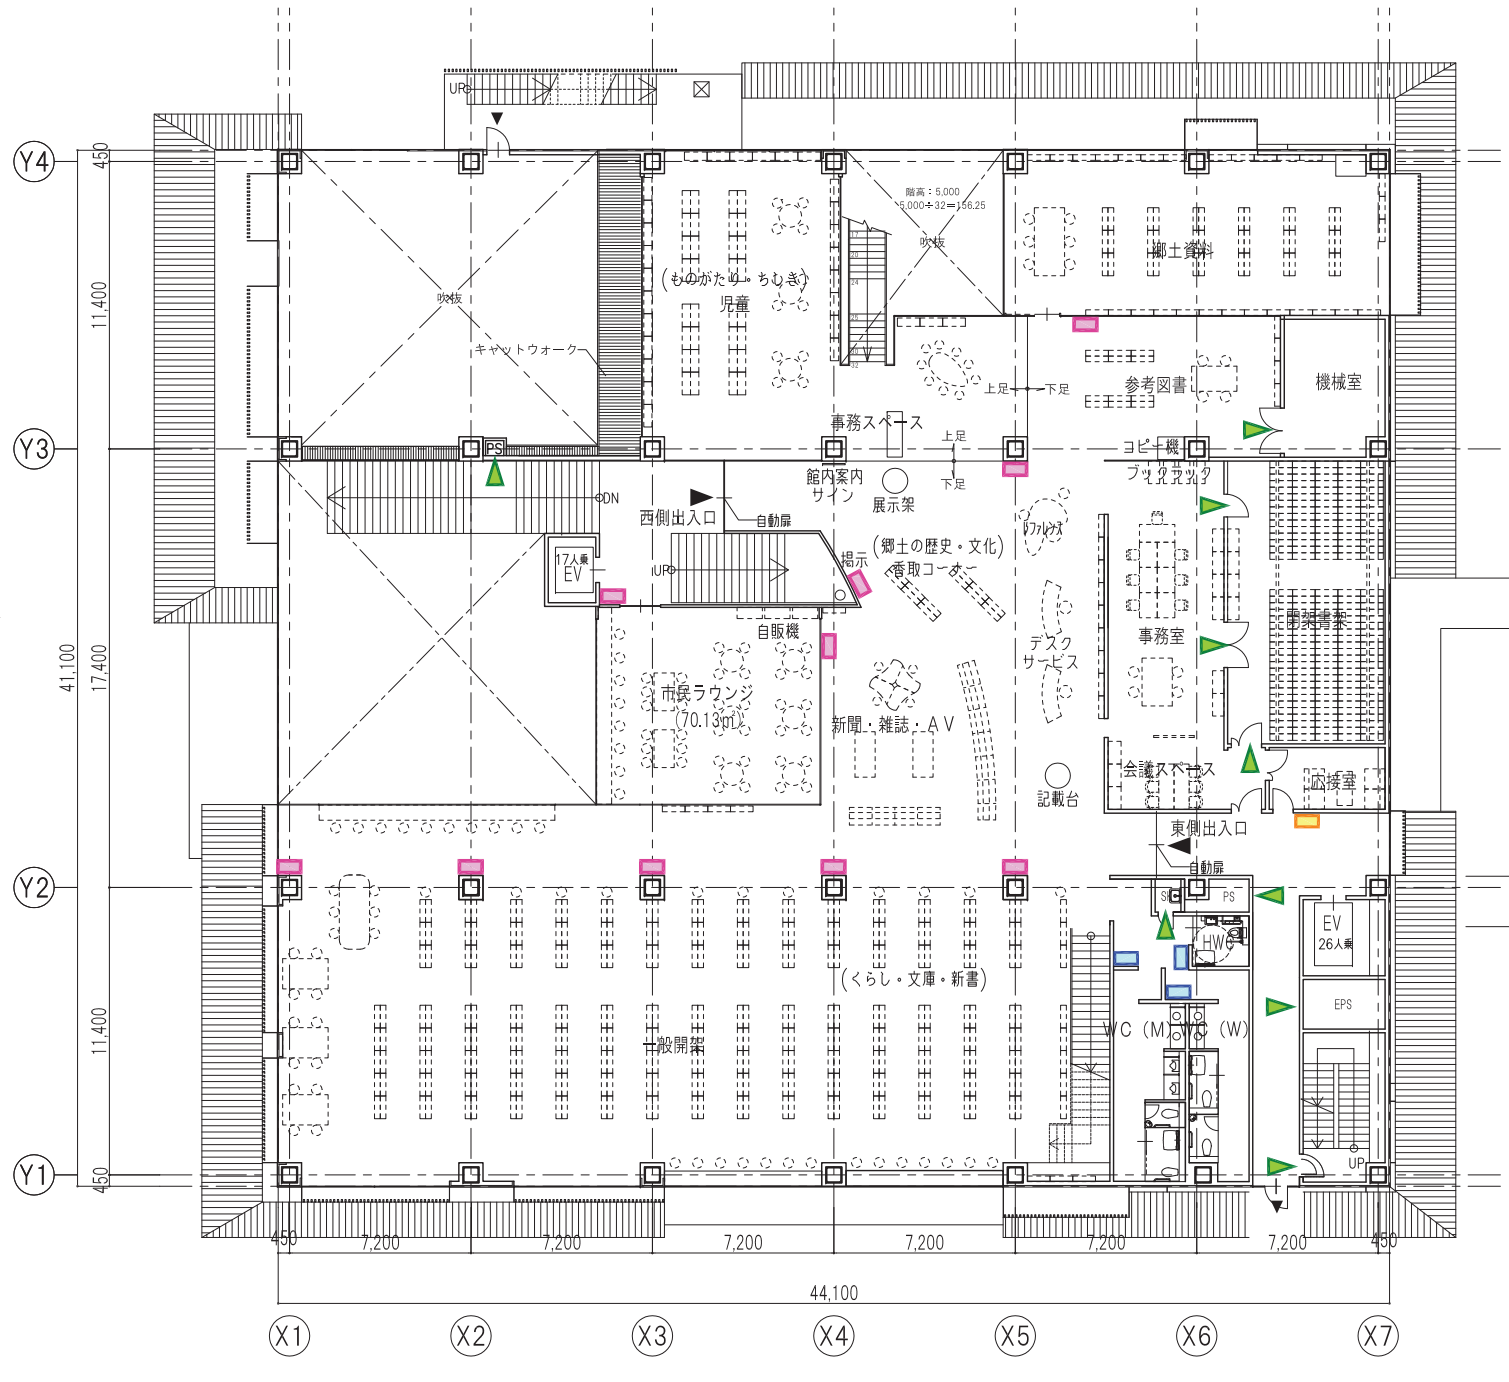 UP
Y4
450
階高：5,000
5,000÷32＝156.25
17
20
24
25
30
32
吹抜
郷土資料
(ものがたり・ちしき)
児童
吹抜
11,400
キャットウォーク
上足
下足
参考図書
機械室
事務スペース
上足
下足
コピー機
ブックラック
Y3
PS
館内案内
サイン
展示架
DN
西側出入口
自動扉
リファレンス
(郷土の歴史・文化)
香取コーナー
掲示
17人乗
EV
UP
自販機
デスク
サービス
事務室
閉架書架
41,100
17,400
市民ラウンジ
(70.13㎡)
新聞・雑誌・ＡＶ
会議スペース
応接室
記載台
東側出入口
自動扉
Y2
SK
PS
HWC
EV
26人乗
(くらし・文庫・新書)
EPS
11,400
一般開架
WC (M)
WC (W)
UP
Y1
450
450
7,200
7,200
7,200
7,200
7,200
7,200
450
44,100
X1
X2
X3
X4
X5
X6
X7